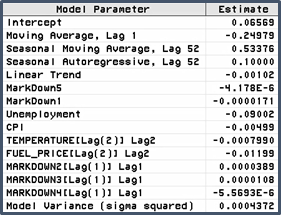 Model Parameter Estimate
Intercept 0.06569
Moving Average, Lag 1 -0.24979
Seasonal Moving Average, Lag 52 0.53376
Seasonal Autoregressive, Lag 52 0.10000
Linear Trend -0.00102
MarkDown5 -4.178E-6
MarkDown1 -0.0000171
Unemployment -0.09002
CPI -0.00499
TEMPERATURE[Lag(2)] Lag2 -0.0007990
FUEL_PRICE[Lag(2)] Lag2 -0.01199
MARKDOWN2[Lag(1)] Lag1 0.0000389
MARKDOWN3[Lag(1)] Lag1 0.0000108
MARKDOWN4[Lag(1)] Lag1 -5.5693E-6
Model Variance (sigma squared) 0.0004372